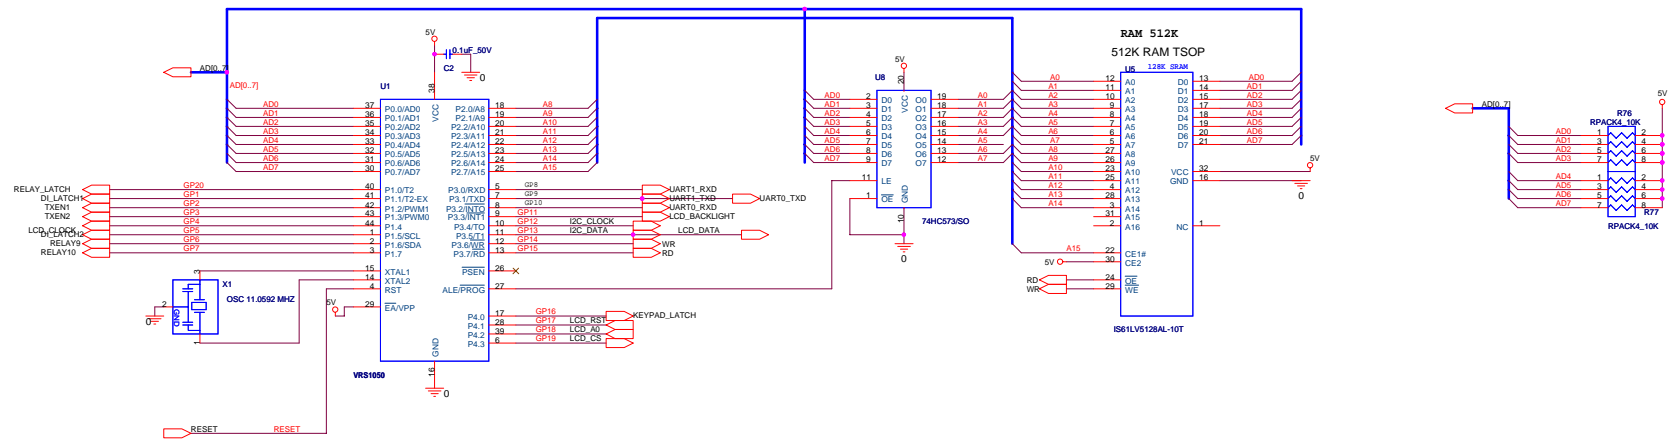 RAM 512K
512K RAM TSOP
5V
0.1uF_50V
C2
0
AD[0..7]
AD[0..7]
U1
38
VCC
AD0 37 P0.0/AD0 P2.0/A8 18 A8
AD1 36 P0.1/AD1 P2.1/A9 19 A9
AD2 35 P0.2/AD2 P2.2/A10 20 A10
AD3 34 P0.3/AD3 P2.3/A11 21 A11
AD4 33 P0.4/AD4 P2.4/A12 22 A12
AD5 32 P0.5/AD5 P2.5/A13 23 A13
AD6 31 P0.6/AD6 P2.6/A14 24 A14
AD7 30 P0.7/AD7 P2.7/A15 25 A15
RELAY_LATCH GP20 40 P1.0/T2 P3.0/RXD 5 GP8 UART1_RXD
DI_LATCH1 GP1 41 P1.1/T2-EX P3.1/TXD 7 GP9 UART1_TXD UART0_TXD
TXEN1 GP2 42 P1.2/PWM1 P3.2/INT0 8 GP10 UART0_RXD
TXEN2 GP3 43 P1.3/PWM0 P3.3/INT1 9 GP11 LCD_BACKLIGHT
LCD_CLOCK GP4 44 P1.4 P3.4/TO 10 GP12 I2C_CLOCK
DI_LATCH2 GP5 1 P1.5/SCL P3.5/T1 11 GP13 I2C_DATA LCD_DATA
RELAY9 GP6 2 P1.6/SDA P3.6/WR 12 GP14 WR
RELAY10 GP7 3 P1.7 P3.7/RD 13 GP15 RD
15 XTAL1 PSEN 26
14 XTAL2
4 RST ALE/PROG 27
5V 29 EA/VPP
P4.0 17 GP16 KEYPAD_LATCH
P4.1 28 GP17 LCD_RST
P4.2 39 GP18 LCD_A0
P4.3 6 GP19 LCD_CS
GND
16
0
VRS1050
3
X1
2
OSC 11.0592 MHZ
GND
0
1
RESET RESET
U8
5V
20
VCC
AD0 2 D0 O0 19 A0
AD1 3 D1 O1 18 A1
AD2 4 D2 O2 17 A2
AD3 5 D3 O3 16 A3
AD4 6 D4 O4 15 A4
AD5 7 D5 O5 14 A5
AD6 8 D6 O6 13 A6
AD7 9 D7 O7 12 A7
11 LE
1 OE
GND
10
74HC573/SO
0
U5
128K SRAM
A0 12 A0 D0 13 AD0
A1 11 A1 D1 14 AD1
A2 10 A2 D2 15 AD2
A3 9 A3 D3 17 AD3
A4 8 A4 D4 18 AD4
A5 7 A5 D5 19 AD5
A6 6 A6 D6 20 AD6
A7 5 A7 D7 21 AD7
A8 27 A8
A9 26 A9
A10 23 A10 VCC 32 5V
A11 25 A11 GND 16 0
A12 4 A12
A13 28 A13
A14 3 A14
31 A15
2 A16 NC 1
A15 22 CE1#
5V 30 CE2
RD 24 OE
WR 29 WE
IS61LV5128AL-10T
AD[0..7]
5V
R76
RPACK4_10K
AD0 1 2
AD1 3 4
AD2 5 6
AD3 7 8
AD4 1 2
AD5 3 4
AD6 5 6
AD7 7 8
R77
RPACK4_10K